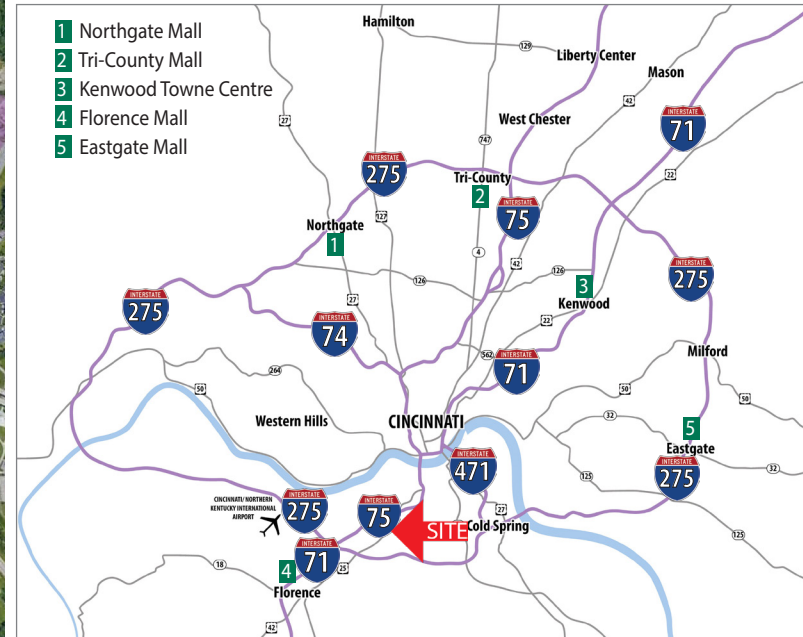 1 Northgate Mall
2 Tri-County Mall
3 Kenwood Towne Centre
4 Florence Mall
5 Eastgate Mall
Hamilton
129
Liberty Center
Mason
42
27
West Chester
INTERSTATE
71
747
INTERSTATE
275
Tri-County
2
22
INTERSTATE
75
127
Northgate
1
4
42
126
126
INTERSTATE
275
3
Kenwood
27
INTERSTATE
275
INTERSTATE
74
22
562
INTERSTATE
71
Milford
264
50
50
50
Western Hills
CINCINNATI
32
5
Eastgate
INTERSTATE
471
32
INTERSTATE
275
125
CINCINNATI/NORTHERN
KENTUCKY INTERNATIONAL
AIRPORT
INTERSTATE
275
INTERSTATE
75
27
SITE
Cold Spring
125
INTERSTATE
71
18
4
25
Florence
42